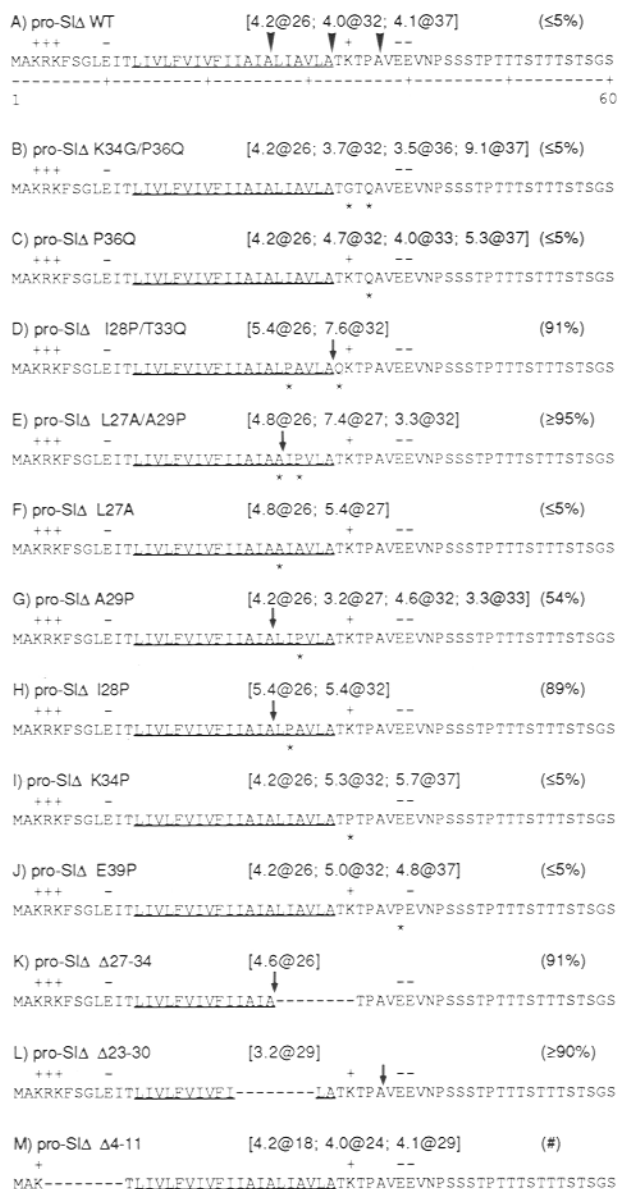 A) pro-SIΔ WT [4.2@26; 4.0@32; 4.1@37] (≤5%)
+++ - + --
MAKRKFSGLEITLIVLFVIVFIIAIALIAVLATKTPAVEEVNPSSSTPTTTSTTTSTSGS
---------+---------+---------+---------+---------+---------+
1 60
B) pro-SIΔ K34G/P36Q [4.2@26; 3.7@32; 3.5@36; 9.1@37] (≤5%)
+++ - --
MAKRKFSGLEITLIVLFVIVFIIAIALIAVLATGTQAVEEVNPSSSTPTTTSTTTSTSGS
* *
C) pro-SIΔ P36Q [4.2@26; 4.7@32; 4.0@33; 5.3@37] (≤5%)
+++ - + --
MAKRKFSGLEITLIVLFVIVFIIAIALIAVLATKTQAVEEVNPSSSTPTTTSTTTSTSGS
*
D) pro-SIΔ I28P/T33Q [5.4@26; 7.6@32] (91%)
+++ - + --
MAKRKFSGLEITLIVLFVIVFIIAIALPAVLAQKTPAVEEVNPSSSTPTTTSTTTSTSGS
* *
E) pro-SIΔ L27A/A29P [4.8@26; 7.4@27; 3.3@32] (≥95%)
+++ - + --
MAKRKFSGLEITLIVLFVIVFIIAIAAIPVLATKTPAVEEVNPSSSTPTTTSTTTSTSGS
* *
F) pro-SIΔ L27A [4.8@26; 5.4@27] (≤5%)
+++ - + --
MAKRKFSGLEITLIVLFVIVFIIAIAAIAVLATKTPAVEEVNPSSSTPTTTSTTTSTSGS
*
G) pro-SIΔ A29P [4.2@26; 3.2@27; 4.6@32; 3.3@33] (54%)
+++ - + --
MAKRKFSGLEITLIVLFVIVFIIAIALIPVLATKTPAVEEVNPSSSTPTTTSTTTSTSGS
*
H) pro-SIΔ I28P [5.4@26; 5.4@32] (89%)
+++ - + --
MAKRKFSGLEITLIVLFVIVFIIAIALPAVLATKTPAVEEVNPSSSTPTTTSTTTSTSGS
*
I) pro-SIΔ K34P [4.2@26; 5.3@32; 5.7@37] (≤5%)
+++ - --
MAKRKFSGLEITLIVLFVIVFIIAIALIAVLATPTPAVEEVNPSSSTPTTTSTTTSTSGS
*
J) pro-SIΔ E39P [4.2@26; 5.0@32; 4.8@37] (≤5%)
+++ - + -
MAKRKFSGLEITLIVLFVIVFIIAIALIAVLATKTPAVPEVNPSSSTPTTTSTTTSTSGS
*
K) pro-SIΔ Δ27-34 [4.6@26] (91%)
+++ - --
MAKRKFSGLEITLIVLFVIVFIIAIA--------TPAVEEVNPSSSTPTTTSTTTSTSGS
L) pro-SIΔ Δ23-30 [3.2@29] (≥90%)
+++ - + --
MAKRKFSGLEITLIVLFVIVFI--------LATKTPAVEEVNPSSSTPTTTSTTTSTSGS
M) pro-SIΔ Δ4-11 [4.2@18; 4.0@24; 4.1@29] (#)
+ + --
MAK--------TLIVLFVIVFIIAIALIAVLATKTPAVEEVNPSSSTPTTTSTTTSTSGS